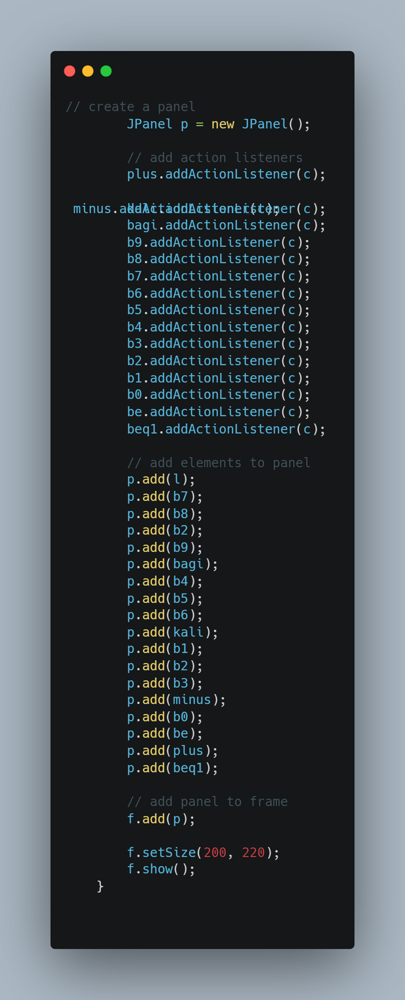 // create a panel
JPanel p = new JPanel();
// add action listeners
plus.addActionListener(c);
minus.addActionListener(c);
kali.addActionListener(c);
bagi.addActionListener(c);
b9.addActionListener(c);
b8.addActionListener(c);
b7.addActionListener(c);
b6.addActionListener(c);
b5.addActionListener(c);
b4.addActionListener(c);
b3.addActionListener(c);
b2.addActionListener(c);
b1.addActionListener(c);
b0.addActionListener(c);
be.addActionListener(c);
beq1.addActionListener(c);
// add elements to panel
p.add(l);
p.add(b7);
p.add(b8);
p.add(b2);
p.add(b9);
p.add(bagi);
p.add(b4);
p.add(b5);
p.add(b6);
p.add(kali);
p.add(b1);
p.add(b2);
p.add(b3);
p.add(minus);
p.add(b0);
p.add(be);
p.add(plus);
p.add(beq1);
// add panel to frame
f.add(p);
f.setSize(200, 220);
f.show();
}